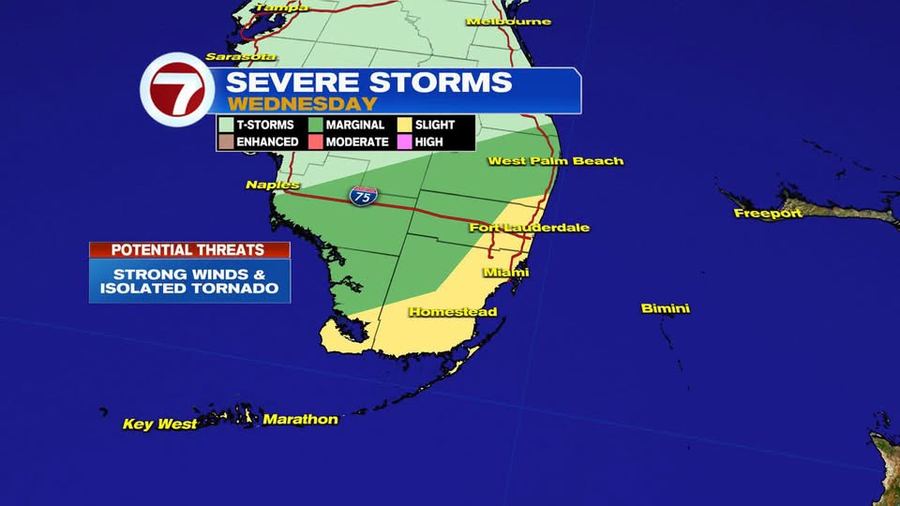 Tampa
Melbourne
Sarasota
7
SEVERE STORMS
WEDNESDAY
T-STORMS MARGINAL SLIGHT
ENHANCED MODERATE HIGH
West Palm Beach
Naples
75
Freeport
Fort Lauderdale
POTENTIAL THREATS
STRONG WINDS &
ISOLATED TORNADO
Miami
Homestead
Bimini
Key West
Marathon